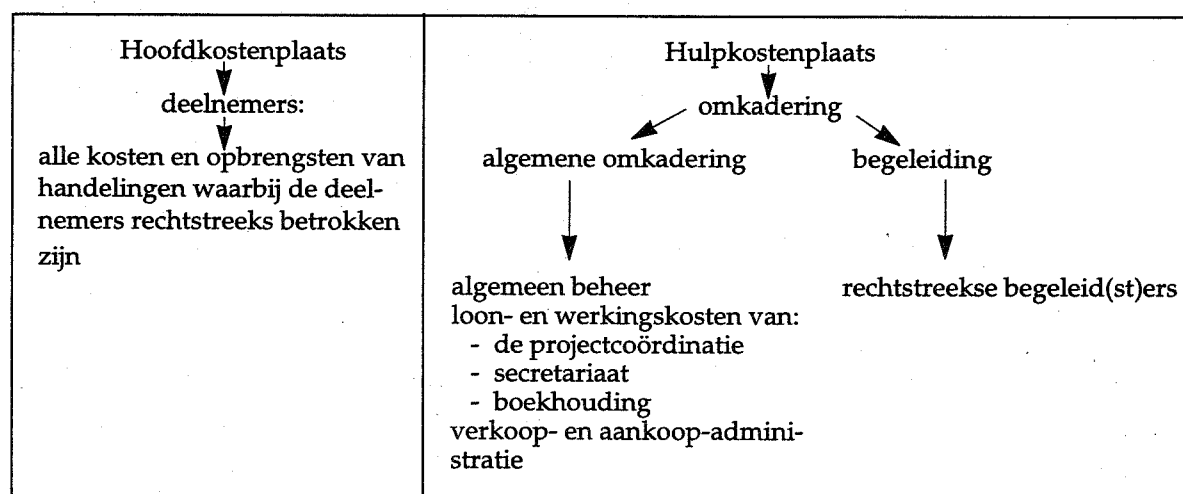 Hoofdkostenplaats
deelnemers:
alle kosten en opbrengsten van
handelingen waarbij de deel-
nemers rechtstreeks betrokken
zijn
Hulpkostenplaats
omkadering
algemene omkadering
begeleiding
algemeen beheer
loon- en werkingskosten van:
- de projectcoördinatie
- secretariaat
- boekhouding
verkoop- en aankoop-admini-
stratie
rechtstreekse begeleid(st)ers